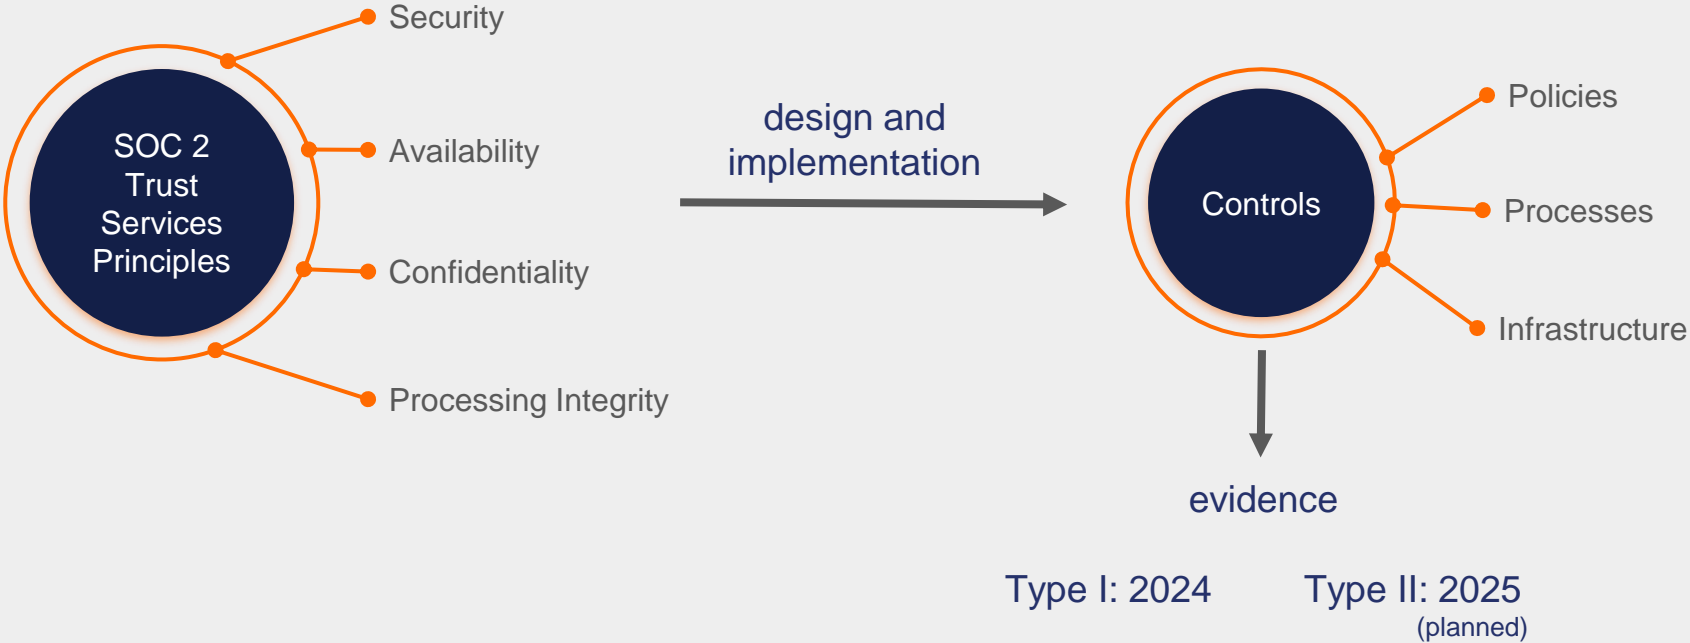 SOC 2
Trust
Services
Principles
Security
Availability
Confidentiality
Processing Integrity
design and
implementation
Controls
Policies
Processes
Infrastructure
evidence
Type I: 2024
Type II: 2025
(planned)